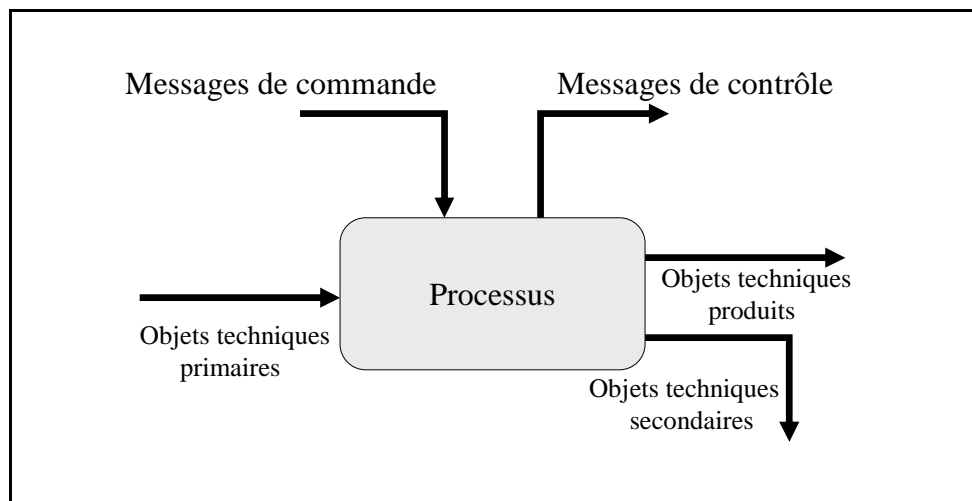 Messages de commande
Messages de contrôle
Processus
Objets techniques
produits
Objets techniques
primaires
Objets techniques
secondaires